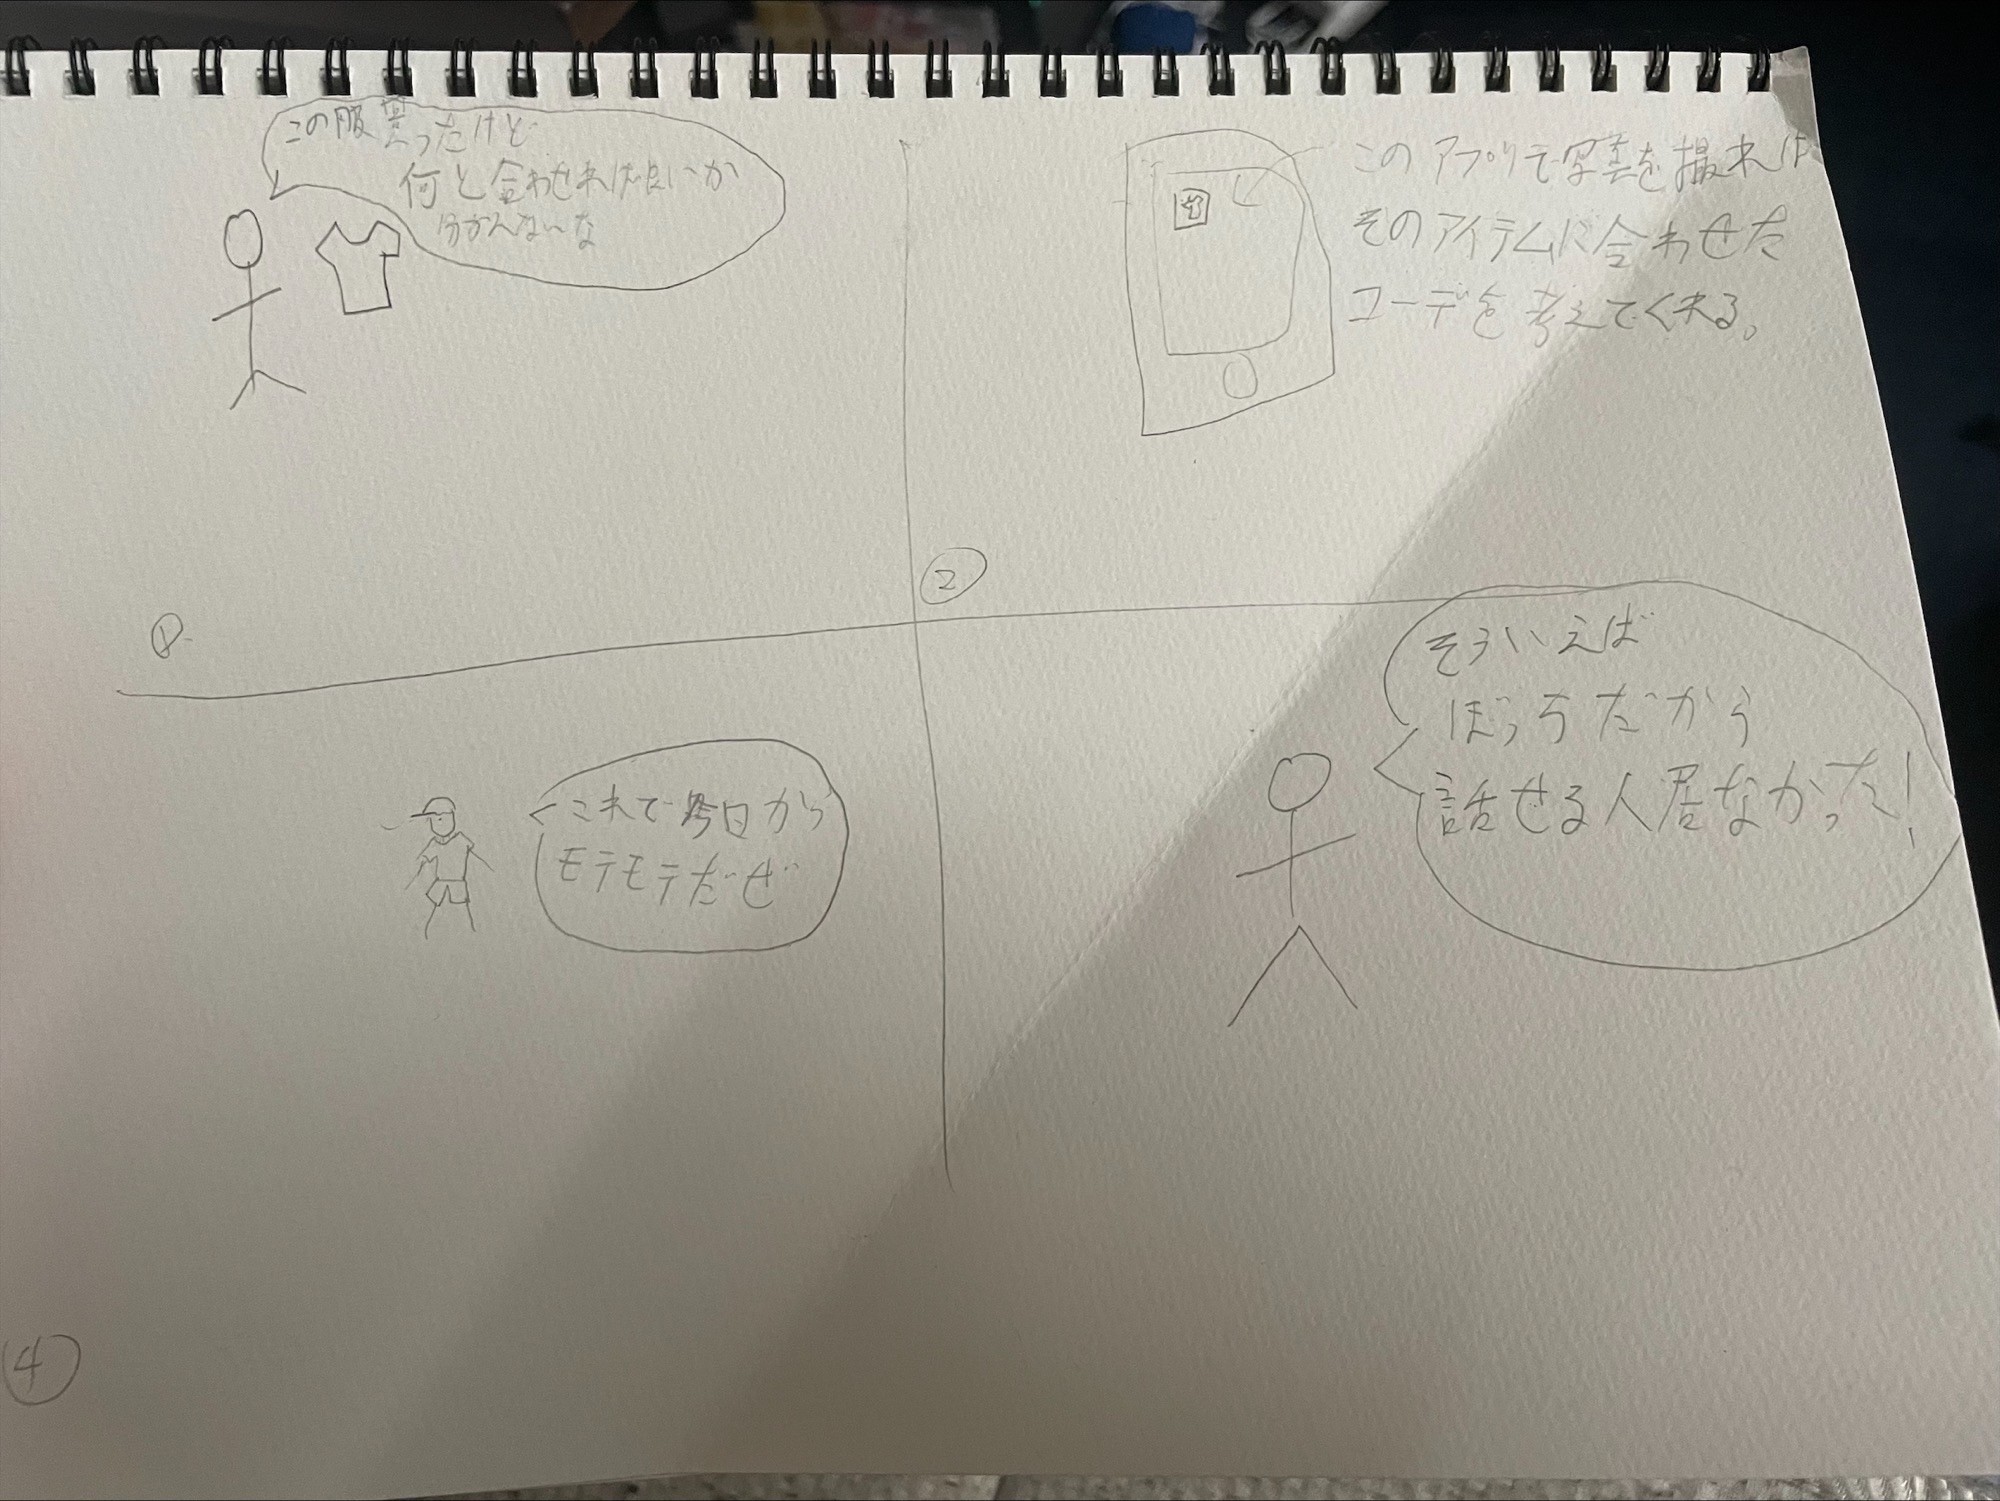 この服買ったけど
何と合わせれば良いか
分かんないな
①
このアプリで写真を撮れば
そのアイテムに合わせた
コーデを考えてくれる。
②
これで今日から
モテモテだぜ
④
そういえば
ぼっちだから
話せる人居なかった!